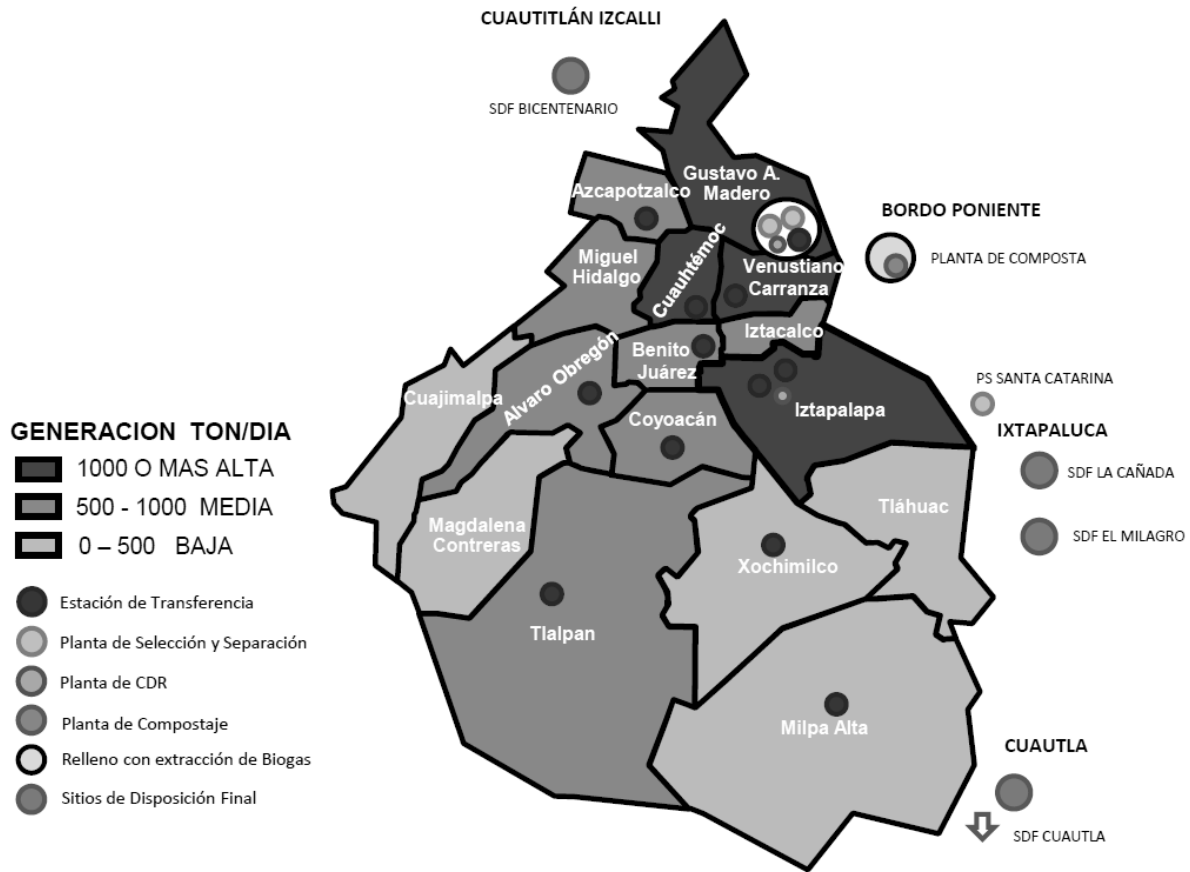 CUAUTITLÁN IZCALLI
SDF BICENTENARIO
Gustavo A.
Madero
Azcapotzalco
BORDO PONIENTE
PLANTA DE COMPOSTA
Miguel
Hidalgo
Cuauhtémoc
Venustiano
Carranza
Iztacalco
Benito
Juárez
Alvaro Obregón
Cuajimalpa
Iztapalapa
PS SANTA CATARINA
Coyoacán
IXTAPALUCA
SDF LA CAÑADA
SDF EL MILAGRO
GENERACION TON/DIA
1000 O MAS ALTA
500 - 1000 MEDIA
0 – 500 BAJA
Tláhuac
Magdalena
Contreras
Xochimilco
Tlalpan
Milpa Alta
Estación de Transferencia
Planta de Selección y Separación
Planta de CDR
Planta de Compostaje
Relleno con extracción de Biogas
Sitios de Disposición Final
CUAUTLA
SDF CUAUTLA